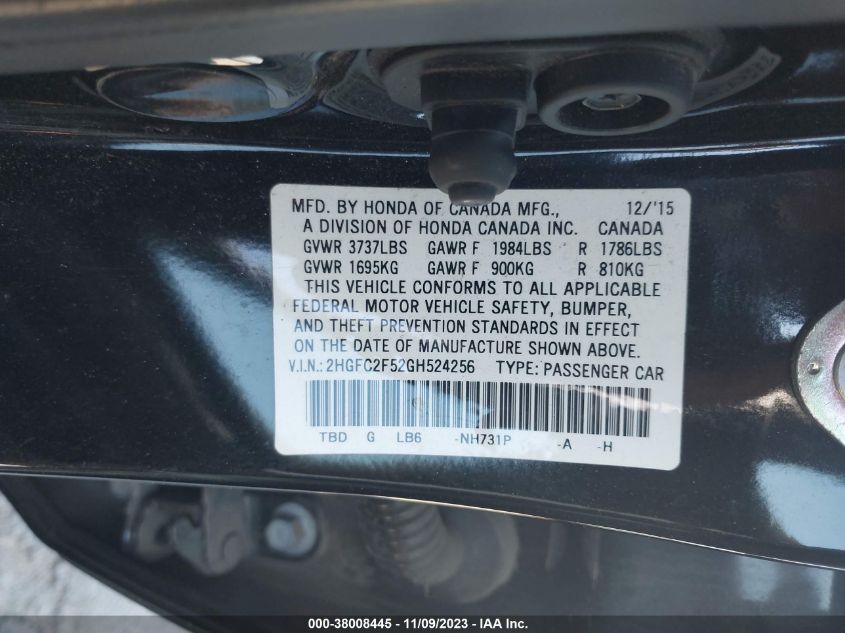 MFD. BY HONDA OF CANADA MFG., 12/'15
A DIVISION OF HONDA CANADA INC. CANADA
GVWR 3737LBS GAWR F 1984LBS R 1786LBS
GVWR 1695KG GAWR F 900KG R 810KG
THIS VEHICLE CONFORMS TO ALL APPLICABLE
FEDERAL MOTOR VEHICLE SAFETY, BUMPER,
AND THEFT PREVENTION STANDARDS IN EFFECT
ON THE DATE OF MANUFACTURE SHOWN ABOVE.
V.I.N.: 2HGFC2F52GH524256 TYPE: PASSENGER CAR
TBD G LB6 -NH731P -A -H
000-38008445 - 11/09/2023 - IAA Inc.